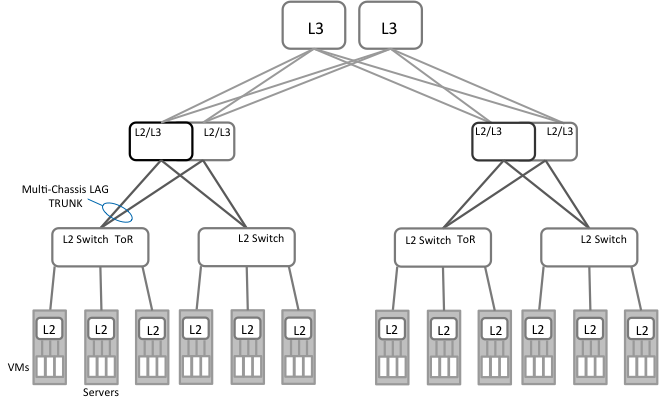 L3 L3
L2/L3 L2/L3 L2/L3 L2/L3
Multi-Chassis LAG
TRUNK
L2 Switch ToR L2 Switch L2 Switch ToR L2 Switch
L2 L2 L2 L2 L2 L2 L2 L2 L2 L2 L2 L2
VMs
Servers